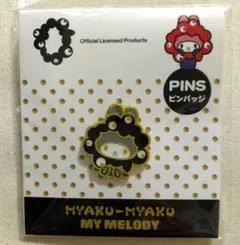 Official Licensed Products
PINS
ピンバッジ
MYAKU-MYAKU
MY MELODY